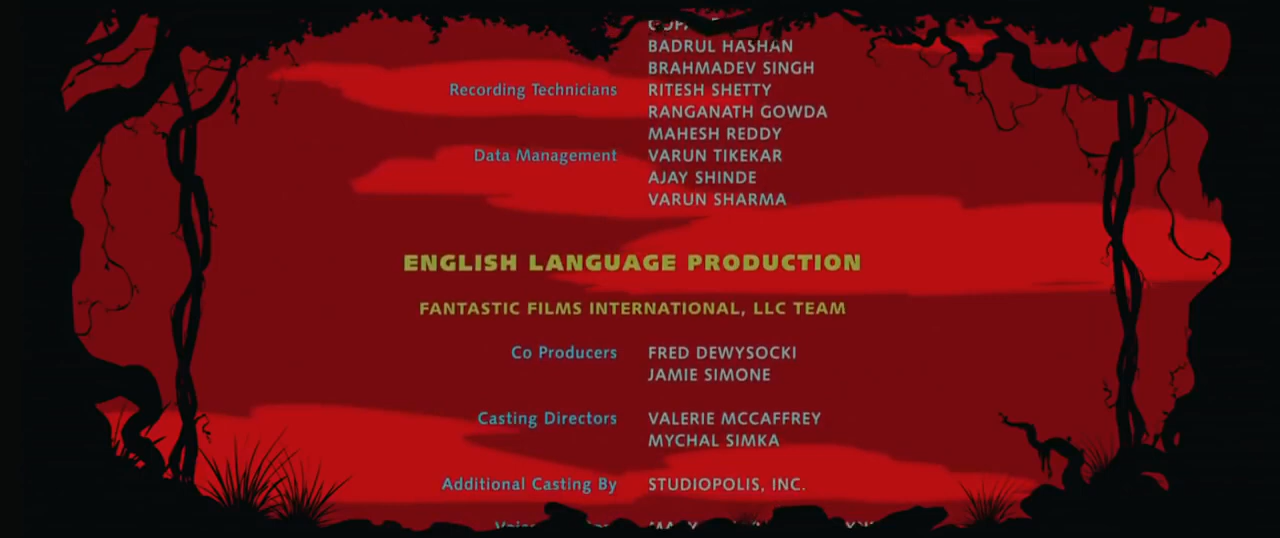 BADRUL HASHAN
BRAHMADEV SINGH
Recording Technicians RITESH SHETTY
RANGANATH GOWDA
MAHESH REDDY
Data Management VARUN TIKEKAR
AJAY SHINDE
VARUN SHARMA
ENGLISH LANGUAGE PRODUCTION
FANTASTIC FILMS INTERNATIONAL, LLC TEAM
Co Producers FRED DEWYSOCKI
JAMIE SIMONE
Casting Directors VALERIE MCCAFFREY
MYCHAL SIMKA
Additional Casting By STUDIOPOLIS, INC.